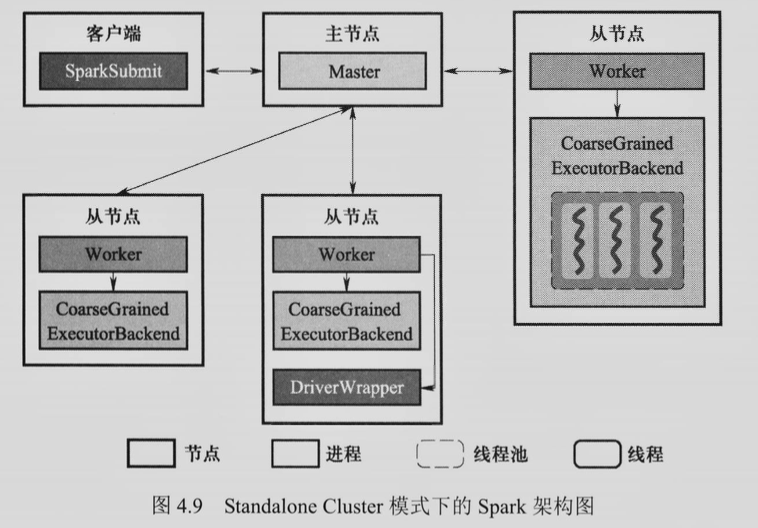 客户端
SparkSubmit
主节点
Master
从节点
Worker
CoarseGrained
ExecutorBackend
从节点
Worker
CoarseGrained
ExecutorBackend
从节点
Worker
CoarseGrained
ExecutorBackend
DriverWrapper
节点
进程
线程池
线程
图 4.9 Standalone Cluster 模式下的 Spark 架构图